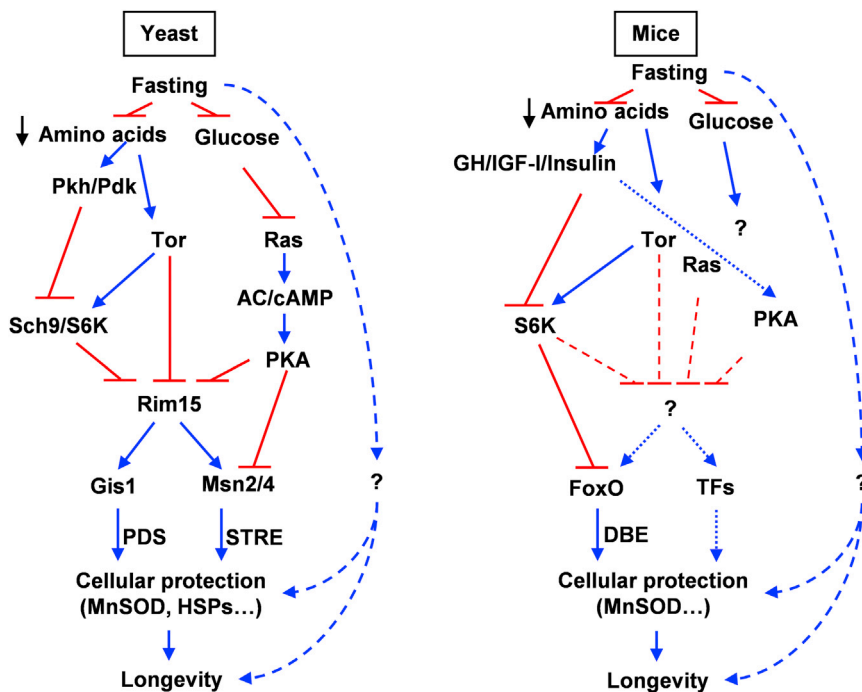 Yeast
Fasting
↓ Amino acids
Glucose
Pkh/Pdk
Tor
Ras
AC/cAMP
Sch9/S6K
PKA
Rim15
Gis1
Msn2/4
?
PDS
STRE
Cellular protection
(MnSOD, HSPs...)
Longevity
Mice
Fasting
↓ Amino acids
Glucose
GH/IGF-I/Insulin
?
Tor
Ras
S6K
PKA
?
FoxO
TFs
?
DBE
Cellular protection
(MnSOD...)
Longevity